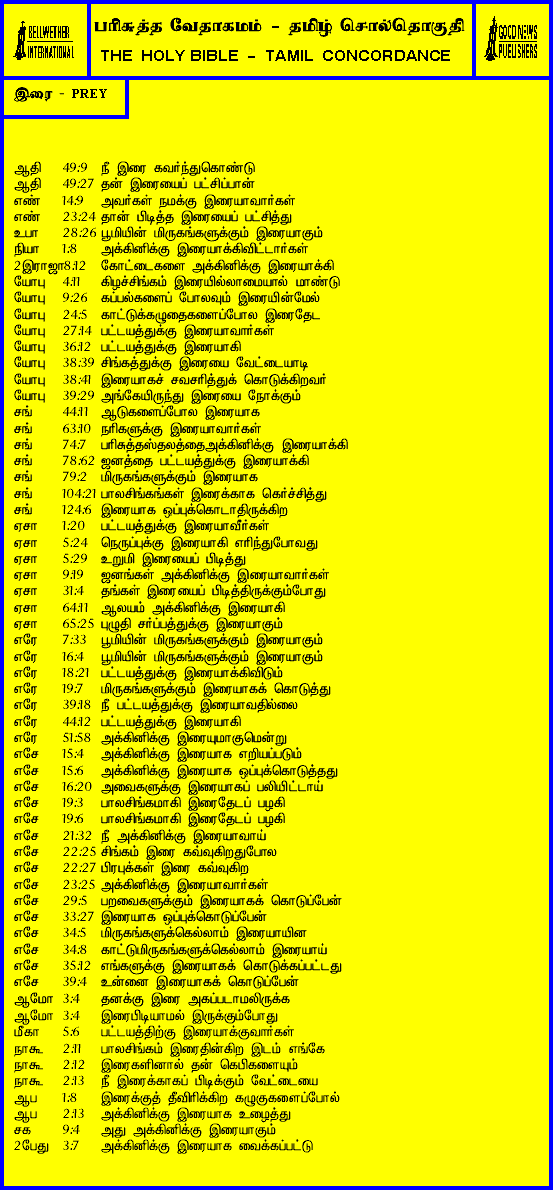 BELLWETHER
INTERNATIONAL
பரிசுத்த வேதாகமம் - தமிழ் சொல்தொகுதி
THE HOLY BIBLE - TAMIL CONCORDANCE
GOOD NEWS
PUBLISHERS
இரை - PREY
ஆதி 49:9 நீ இரை கவர்ந்துகொண்டு
ஆதி 49:27 தன் இரையைப் பட்சிப்பான்
எண் 14:9 அவர்கள் நமக்கு இரையாவார்கள்
எண் 23:24 தான் பிடித்த இரையைப் பட்சித்து
உபா 28:26 பூமியின் மிருகங்களுக்கும் இரையாகும்
நியா 1:8 அக்கினிக்கு இரையாக்கிவிட்டார்கள்
2இராஜா8:12 கோட்டைகளை அக்கினிக்கு இரையாக்கி
யோபு 4:11 கிழச்சிங்கம் இரையில்லாமையால் மாண்டு
யோபு 9:26 கப்பல்களைப் போலவும் இரையின்மேல்
யோபு 24:5 காட்டுக்கழுதைகளைப்போல இரைதேட
யோபு 27:14 பட்டயத்துக்கு இரையாவார்கள்
யோபு 36:12 பட்டயத்துக்கு இரையாகி
யோபு 38:39 சிங்கத்துக்கு இரையை வேட்டையாடி
யோபு 38:41 இரையாகச் சவசரித்துக் கொடுக்கிறவர்
யோபு 39:29 அங்கேயிருந்து இரையை நோக்கும்
சங் 44:11 ஆடுகளைப்போல இரையாக
சங் 63:10 நரிகளுக்கு இரையாவார்கள்
சங் 74:7 பரிசுத்தஸ்தலத்தைஅக்கினிக்கு இரையாக்கி
சங் 78:62 ஜனத்தை பட்டயத்துக்கு இரையாக்கி
சங் 79:2 மிருகங்களுக்கும் இரையாக
சங் 104:21 பாலசிங்கங்கள் இரைக்காக கெர்ச்சித்து
சங் 124:6 இரையாக ஒப்புக்கொடாதிருக்கிற
ஏசா 1:20 பட்டயத்துக்கு இரையாவீர்கள்
ஏசா 5:24 நெருப்புக்கு இரையாகி எரிந்துபோவது
ஏசா 5:29 உறுமி இரையைப் பிடித்து
ஏசா 9:19 ஜனங்கள் அக்கினிக்கு இரையாவார்கள்
ஏசா 31:4 தங்கள் இரையைப் பிடித்திருக்கும்போது
ஏசா 64:11 ஆலயம் அக்கினிக்கு இரையாகி
ஏசா 65:25 புழுதி சர்ப்பத்துக்கு இரையாகும்
எரே 7:33 பூமியின் மிருகங்களுக்கும் இரையாகும்
எரே 16:4 பூமியின் மிருகங்களுக்கும் இரையாகும்
எரே 18:21 பட்டயத்துக்கு இரையாக்கிவிடும்
எரே 19:7 மிருகங்களுக்கும் இரையாகக் கொடுத்து
எரே 39:18 நீ பட்டயத்துக்கு இரையாவதில்லை
எரே 44:12 பட்டயத்துக்கு இரையாகி
எரே 51:58 அக்கினிக்கு இரையுமாகுமென்று
எசே 15:4 அக்கினிக்கு இரையாக எறியப்படும்
எசே 15:6 அக்கினிக்கு இரையாக ஒப்புக்கொடுத்தது
எசே 16:20 அவைகளுக்கு இரையாகப் பலியிட்டாய்
எசே 19:3 பாலசிங்கமாகி இரைதேடப் பழகி
எசே 19:6 பாலசிங்கமாகி இரைதேடப் பழகி
எசே 21:32 நீ அக்கினிக்கு இரையாவாய்
எசே 22:25 சிங்கம் இரை கவ்வுகிறதுபோல
எசே 22:27 பிரபுக்கள் இரை கவ்வுகிற
எசே 23:25 அக்கினிக்கு இரையாவார்கள்
எசே 29:5 பறவைகளுக்கும் இரையாகக் கொடுப்பேன்
எசே 33:27 இரையாக ஒப்புக்கொடுப்பேன்
எசே 34:5 மிருகங்களுக்கெல்லாம் இரையாயின
எசே 34:8 காட்டுமிருகங்களுக்கெல்லாம் இரையாய்
எசே 35:12 எங்களுக்கு இரையாகக் கொடுக்கப்பட்டது
எசே 39:4 உன்னை இரையாகக் கொடுப்பேன்
ஆமோ 3:4 தனக்கு இரை அகப்படாமலிருக்க
ஆமோ 3:4 இரைபிடியாமல் இருக்கும்போது
மீகா 5:6 பட்டயத்திற்கு இரையாக்குவார்கள்
நாகூ 2:11 பாலசிங்கம் இரைதின்கிற இடம் எங்கே
நாகூ 2:12 இரைகளினால் தன் கெபிகளையும்
நாகூ 2:13 நீ இரைக்காகப் பிடிக்கும் வேட்டையை
ஆப 1:8 இரைக்குத் தீவிரிக்கிற கழுகுகளைப்போல்
ஆப 2:13 அக்கினிக்கு இரையாக உழைத்து
சக 9:4 அது அக்கினிக்கு இரையாகும்
2பேது 3:7 அக்கினிக்கு இரையாக வைக்கப்பட்டு